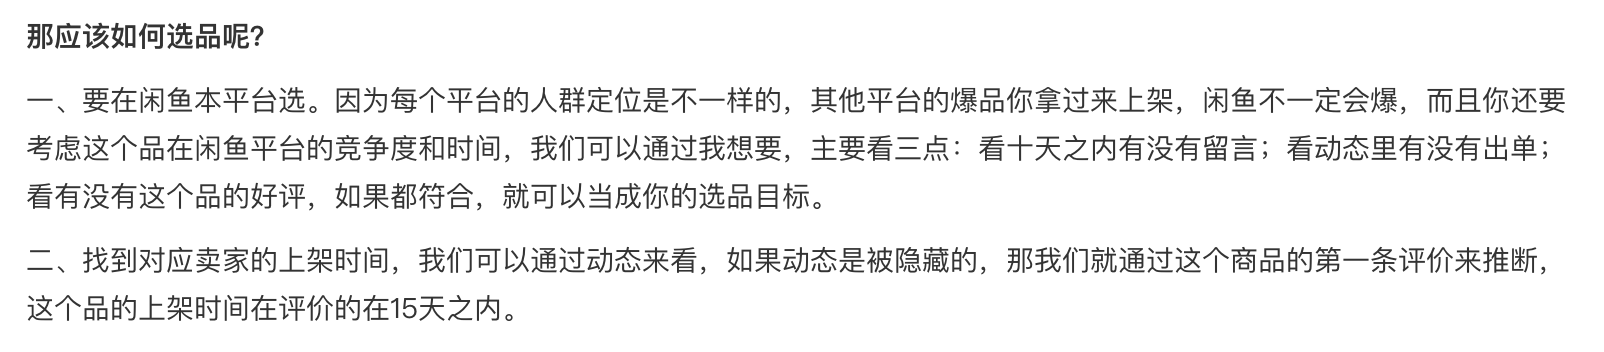 那应该如何选品呢?
一、要在闲鱼本平台选。因为每个平台的人群定位是不一样的，其他平台的爆品你拿过来上架，闲鱼不一定会爆，而且你还要
考虑这个品在闲鱼平台的竞争度和时间，我们可以通过我想要，主要看三点：看十天之内有没有留言；看动态里有没有出单；
看有没有这个品的好评，如果都符合，就可以当成你的选品目标。
二、找到对应卖家的上架时间，我们可以通过动态来看，如果动态是被隐藏的，那我们就通过这个商品的第一条评价来推断，
这个品的上架时间在评价的在15天之内。